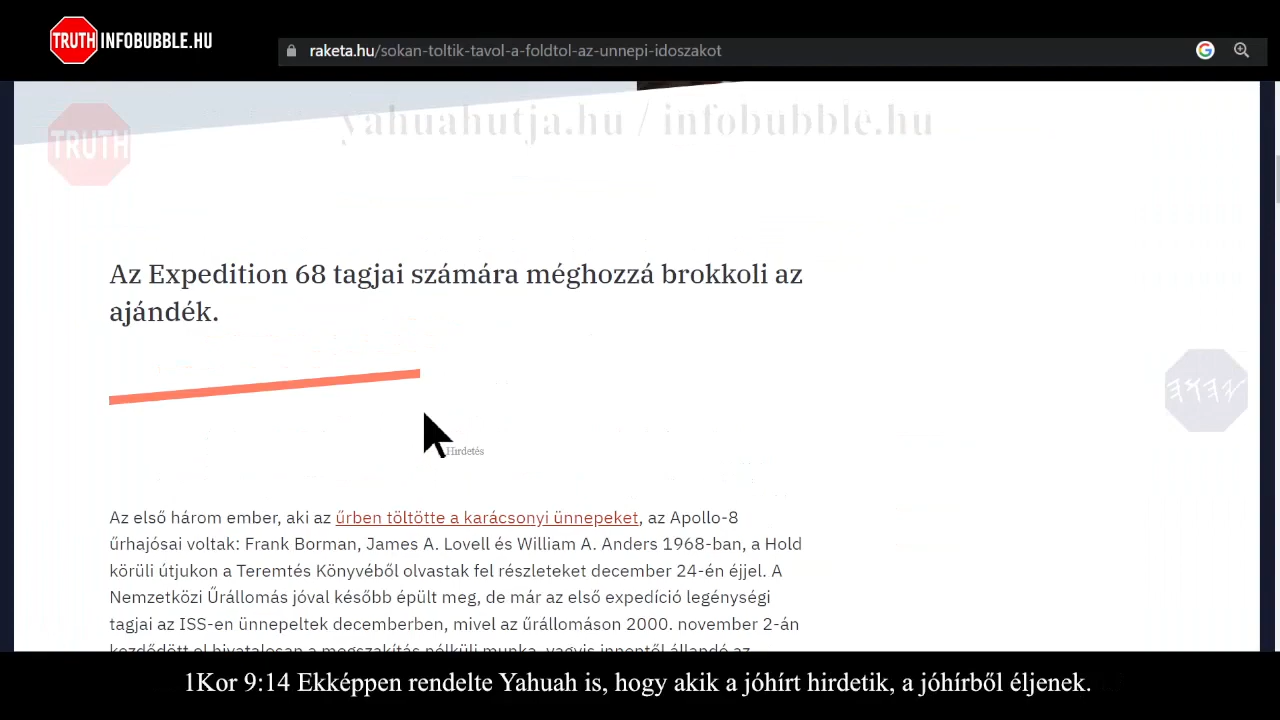 TRUTH INFOBUBBLE.HU
raketa.hu/sokan-toltik-tavol-a-foldtol-az-unnepi-idoszakot
yahuahutja.hu / infobubble.hu
TRUTH
Az Expedition 68 tagjai számára méghozzá brokkoli az
ajándék.
Hirdetés
Az első három ember, aki az űrben töltötte a karácsonyi ünnepeket, az Apollo-8
űrhajósai voltak: Frank Borman, James A. Lovell és William A. Anders 1968-ban, a Hold
körüli útjukon a Teremtés Könyvéből olvastak fel részleteket december 24-én éjjel. A
Nemzetközi Űrállomás jóval később épült meg, de már az első expedíció legénységi
tagjai az ISS-en ünnepeltek decemberben, mivel az űrállomáson 2000. november 2-án
kezdődött el hivatalosan a megszakítás nélküli munka, vagyis innentől állandó az
1Kor 9:14 Ekképpen rendelte Yahuah is, hogy akik a jóhírt hirdetik, a jóhírből éljenek.